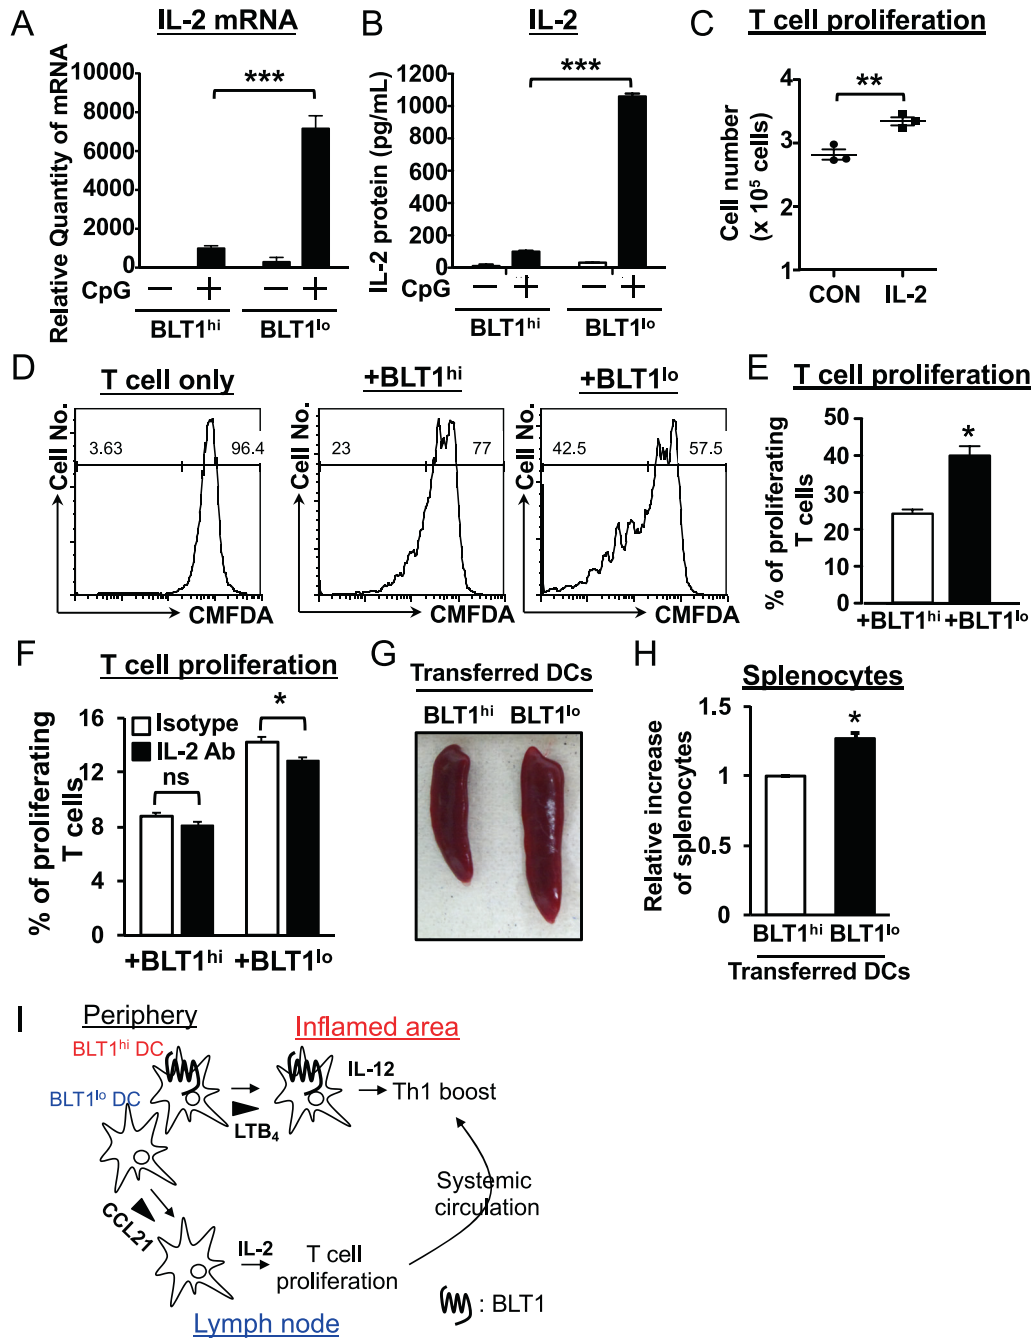 A
IL-2 mRNA
Relative Quantity of mRNA
10000
8000
6000
4000
2000
0
***
CpG — + — +
BLT1hi BLT1lo
B
IL-2
IL-2 protein (pg/mL)
1200
1000
800
600
400
200
0
***
CpG — + — +
BLT1hi BLT1lo
C
T cell proliferation
Cell number
(x 10⁵ cells)
4
3
2
1
**
CON IL-2
D
T cell only
Cell No.
3.63 96.4
CMFDA
+BLT1hi
Cell No.
23 77
CMFDA
+BLT1lo
Cell No.
42.5 57.5
CMFDA
E
T cell proliferation
% of proliferating
T cells
50
40
30
20
10
0
*
+BLT1hi +BLT1lo
F
T cell proliferation
% of proliferating
T cells
16
12
8
4
0
Isotype
IL-2 Ab
ns
*
+BLT1hi +BLT1lo
G
Transferred DCs
BLT1hi BLT1lo
H
Splenocytes
Relative increase
of splenocytes
1.5
1
0.5
0
*
BLT1hi BLT1lo
Transferred DCs
I
Periphery
BLT1hi DC
BLT1lo DC
LTB4
Inflamed area
IL-12
Th1 boost
Systemic
circulation
CCL21
IL-2
T cell
proliferation
Lymph node
: BLT1